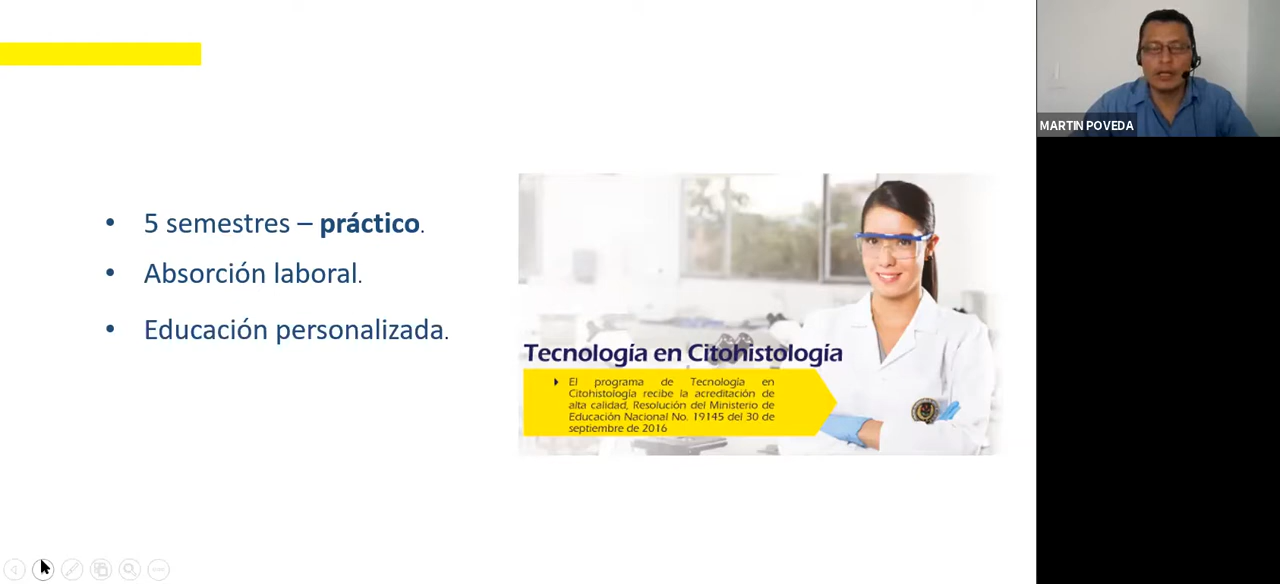 • 5 semestres – práctico.
• Absorción laboral.
• Educación personalizada.
Tecnología en Citohistología
El programa de Tecnología en
Citohistología recibe la acreditación de
alta calidad, Resolución del Ministerio de
Educación Nacional No. 19145 del 30 de
septiembre de 2016
MARTIN POVEDA